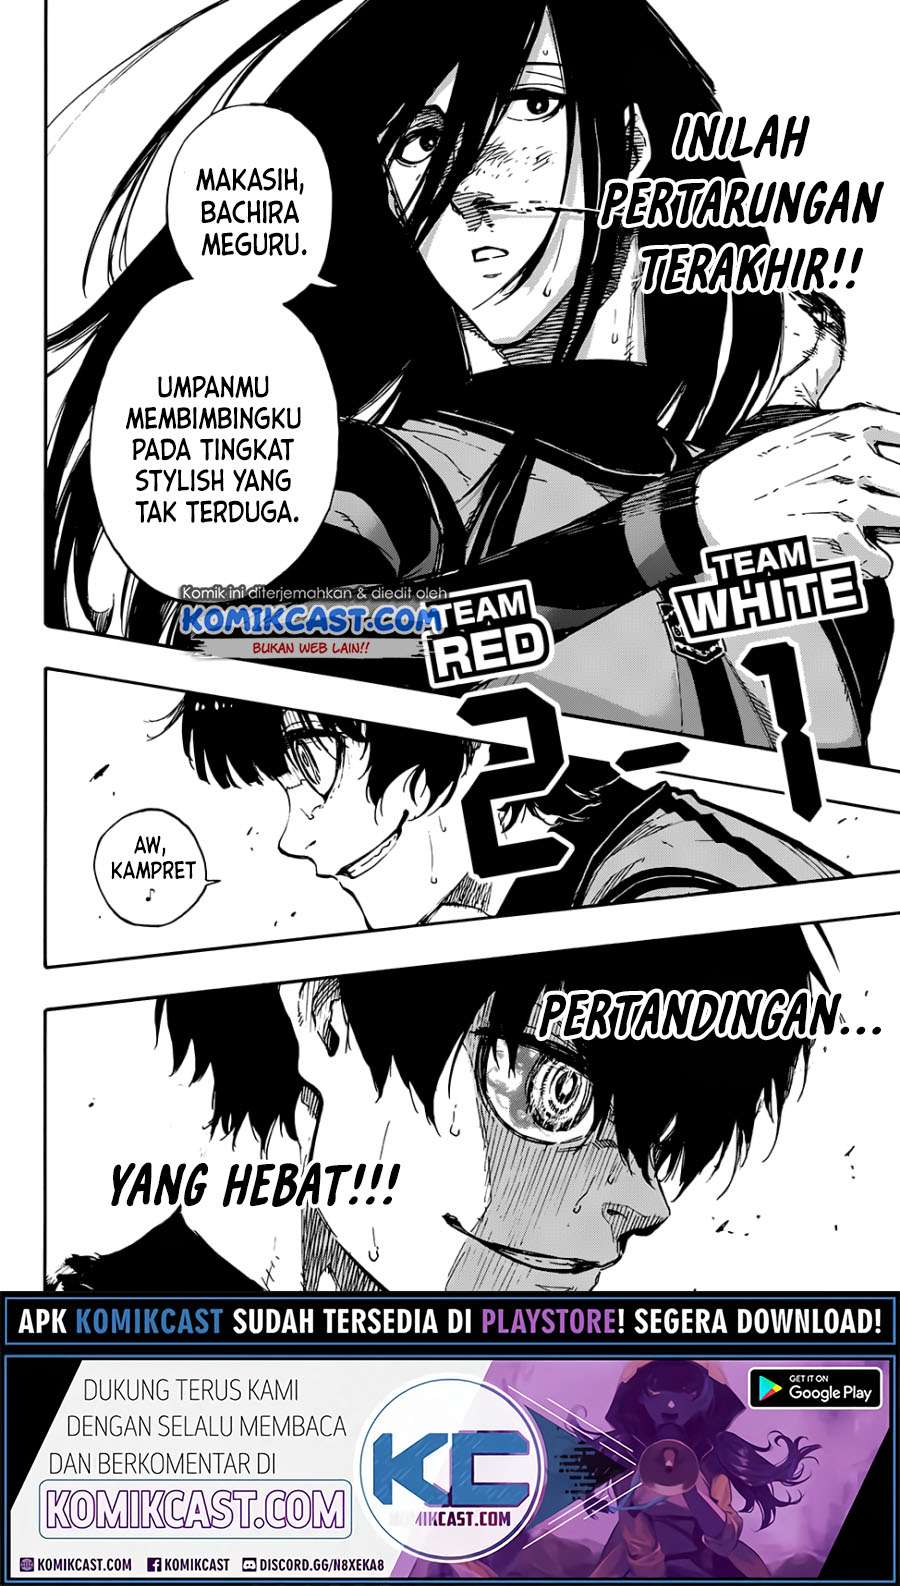 INILAH
PERTARUNGAN
TERAKHIR!!
MAKASIH,
BACHIRA
MEGURU.
UMPANMU
MEMBIMBINGKU
PADA TINGKAT
STYLISH YANG
TAK TERDUGA.
Komik ini diterjemahkan & diedit oleh
KOMIKCAST.COM
BUKAN WEB LAIN!!
TEAM
RED
TEAM
WHITE
2-1
AW,
KAMPRET
♪
PERTANDINGAN...
YANG HEBAT!!!
APK KOMIKCAST SUDAH TERSEDIA DI PLAYSTORE! SEGERA DOWNLOAD!
DUKUNG TERUS KAMI
DENGAN SELALU MEMBACA
DAN BERKOMENTAR DI
KOMIKCAST.COM
KOMIKCAST.COM
KOMIKCAST
DISCORD.GG/N8XEKA8
KC
KOMIKCAST.COM
GET IT ON
Google Play